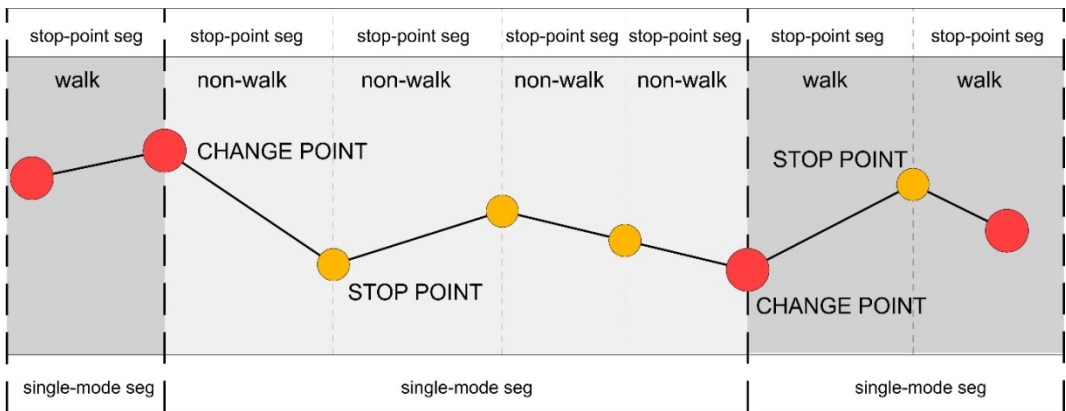 stop-point seg stop-point seg stop-point seg stop-point seg stop-point seg stop-point seg stop-point seg
walk non-walk non-walk non-walk non-walk walk walk
CHANGE POINT
STOP POINT
STOP POINT
CHANGE POINT
single-mode seg single-mode seg single-mode seg